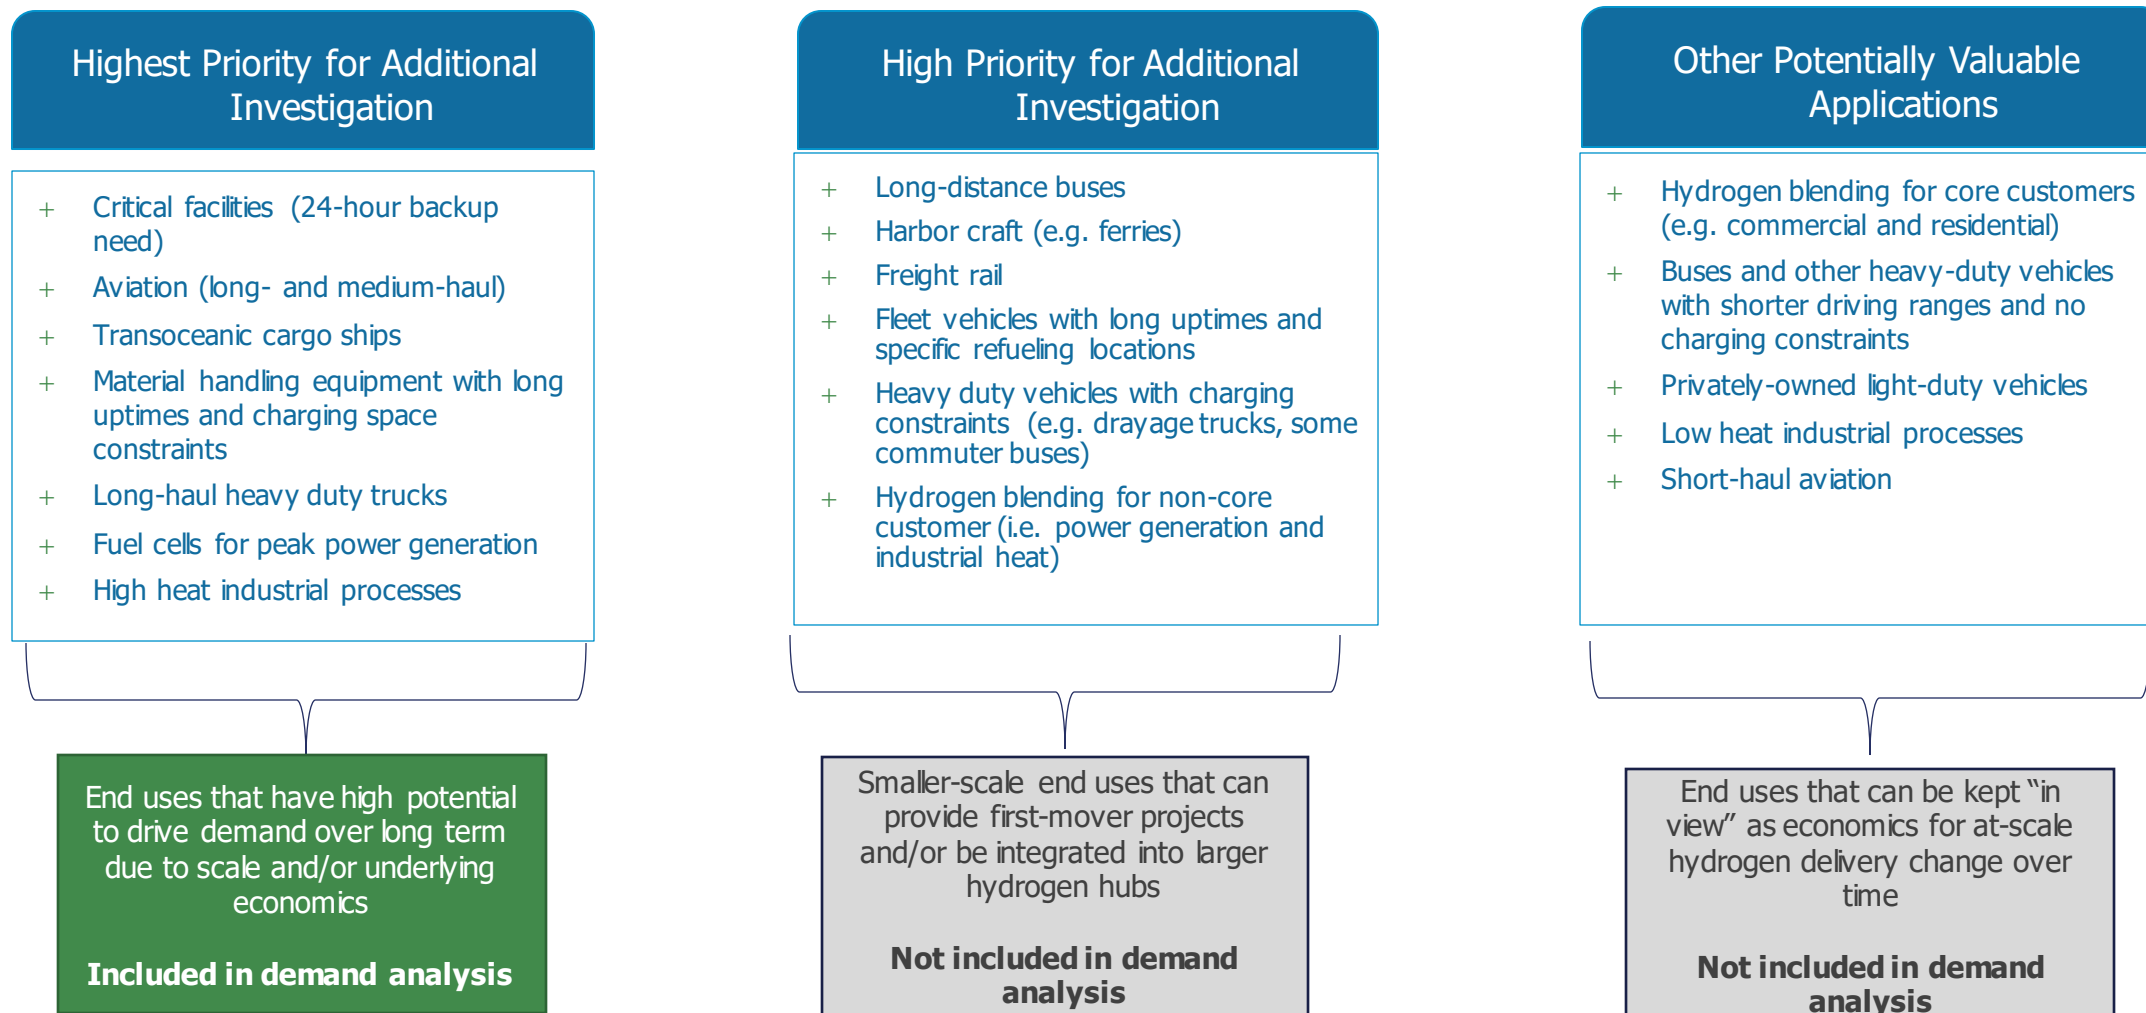 Highest Priority for Additional
Investigation
+ Critical facilities (24-hour backup
need)
+ Aviation (long- and medium-haul)
+ Transoceanic cargo ships
+ Material handling equipment with long
uptimes and charging space
constraints
+ Long-haul heavy duty trucks
+ Fuel cells for peak power generation
+ High heat industrial processes
End uses that have high potential
to drive demand over long term
due to scale and/or underlying
economics
Included in demand analysis
High Priority for Additional
Investigation
+ Long-distance buses
+ Harbor craft (e.g. ferries)
+ Freight rail
+ Fleet vehicles with long uptimes and
specific refueling locations
+ Heavy duty vehicles with charging
constraints (e.g. drayage trucks, some
commuter buses)
+ Hydrogen blending for non-core
customer (i.e. power generation and
industrial heat)
Smaller-scale end uses that can
provide first-mover projects
and/or be integrated into larger
hydrogen hubs
Not included in demand
analysis
Other Potentially Valuable
Applications
+ Hydrogen blending for core customers
(e.g. commercial and residential)
+ Buses and other heavy-duty vehicles
with shorter driving ranges and no
charging constraints
+ Privately-owned light-duty vehicles
+ Low heat industrial processes
+ Short-haul aviation
End uses that can be kept “in
view” as economics for at-scale
hydrogen delivery change over
time
Not included in demand
analysis